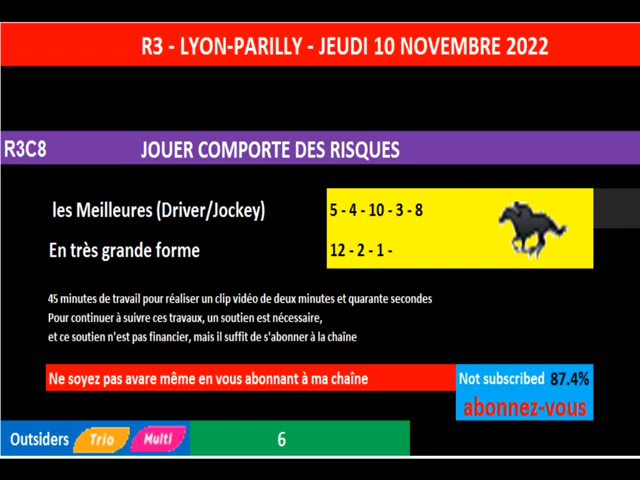 R3 - LYON-PARILLY - JEUDI 10 NOVEMBRE 2022
R3C8 JOUER COMPORTE DES RISQUES
les Meilleures (Driver/Jockey) 5 - 4 - 10 - 3 - 8
En très grande forme 12 - 2 - 1 -
45 minutes de travail pour réaliser un clip vidéo de deux minutes et quarante secondes
Pour continuer à suivre ces travaux, un soutien est nécessaire,
et ce soutien n'est pas financier, mais il suffit de s'abonner à la chaîne
Ne soyez pas avare même en vous abonnant à ma chaîne Not subscribed 87.4%
abonnez-vous
Outsiders Trio Multi 6